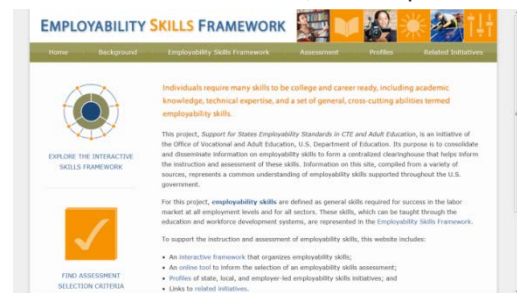 EMPLOYABILITY SKILLS FRAMEWORK
Home Background Employability Skills Framework Assessment Profiles Related Initiatives
Individuals require many skills to be college and career ready, including academic
knowledge, technical expertise, and a set of general, cross-cutting abilities termed
employability skills.
This project, Support for States Employability Standards in CTE and Adult Education, is an initiative of
the Office of Vocational and Adult Education, U.S. Department of Education. Its purpose is to consolidate
and disseminate information on employability skills to form a centralized clearinghouse that helps inform
the instruction and assessment of these skills. Information on this site, compiled from a variety of
sources, represents a common understanding of employability skills supported throughout the U.S.
government.
For this project, employability skills are defined as general skills required for success in the labor
market at all employment levels and for all sectors. These skills, which can be taught through the
education and workforce development systems, are represented in the Employability Skills Framework.
To support the instruction and assessment of employability skills, this website includes:
• An interactive framework that organizes employability skills;
• An online tool to inform the selection of an employability skills assessment;
• Profiles of state, local, and employer-led employability skills initiatives; and
• Links to related initiatives.
EXPLORE THE INTERACTIVE
SKILLS FRAMEWORK
FIND ASSESSMENT
SELECTION CRITERIA